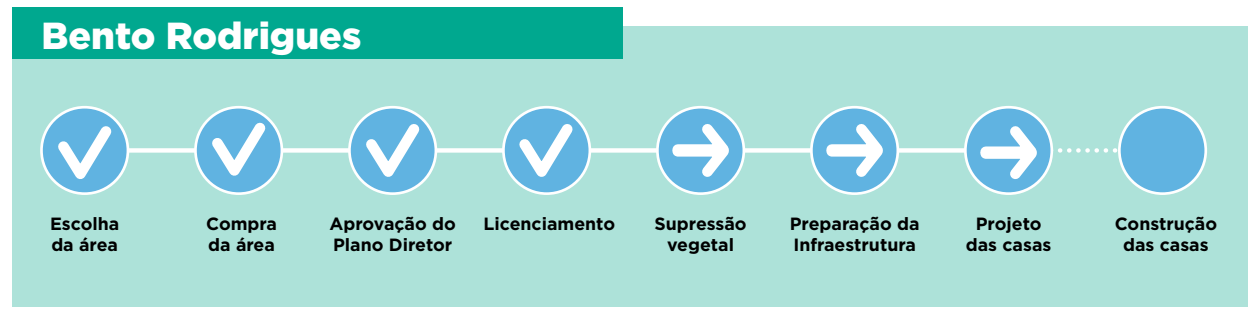 Bento Rodrigues
Escolha
da área
Compra
da área
Aprovação do
Plano Diretor
Licenciamento
Supressão
vegetal
Preparação da
Infraestrutura
Projeto
das casas
Construção
das casas